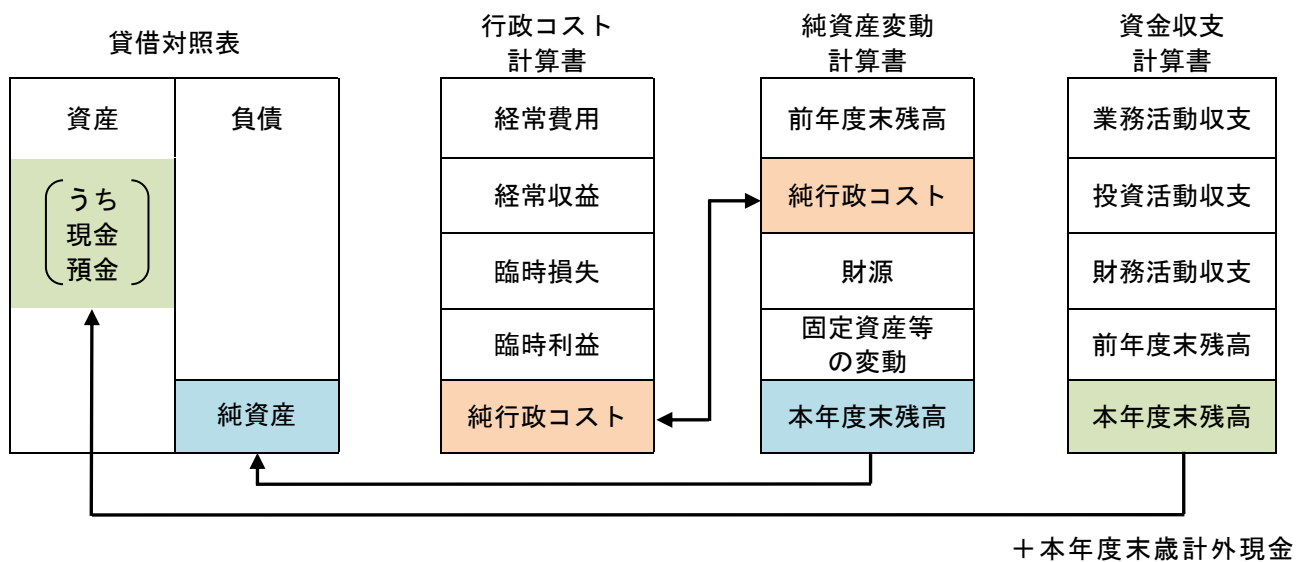 貸借対照表
資産
負債
うち
現金
預金
純資産
行政コスト
計算書
経常費用
経常収益
臨時損失
臨時利益
純行政コスト
純資産変動
計算書
前年度末残高
純行政コスト
財源
固定資産等
の変動
本年度末残高
資金収支
計算書
業務活動収支
投資活動収支
財務活動収支
前年度末残高
本年度末残高
＋本年度末歳計外現金